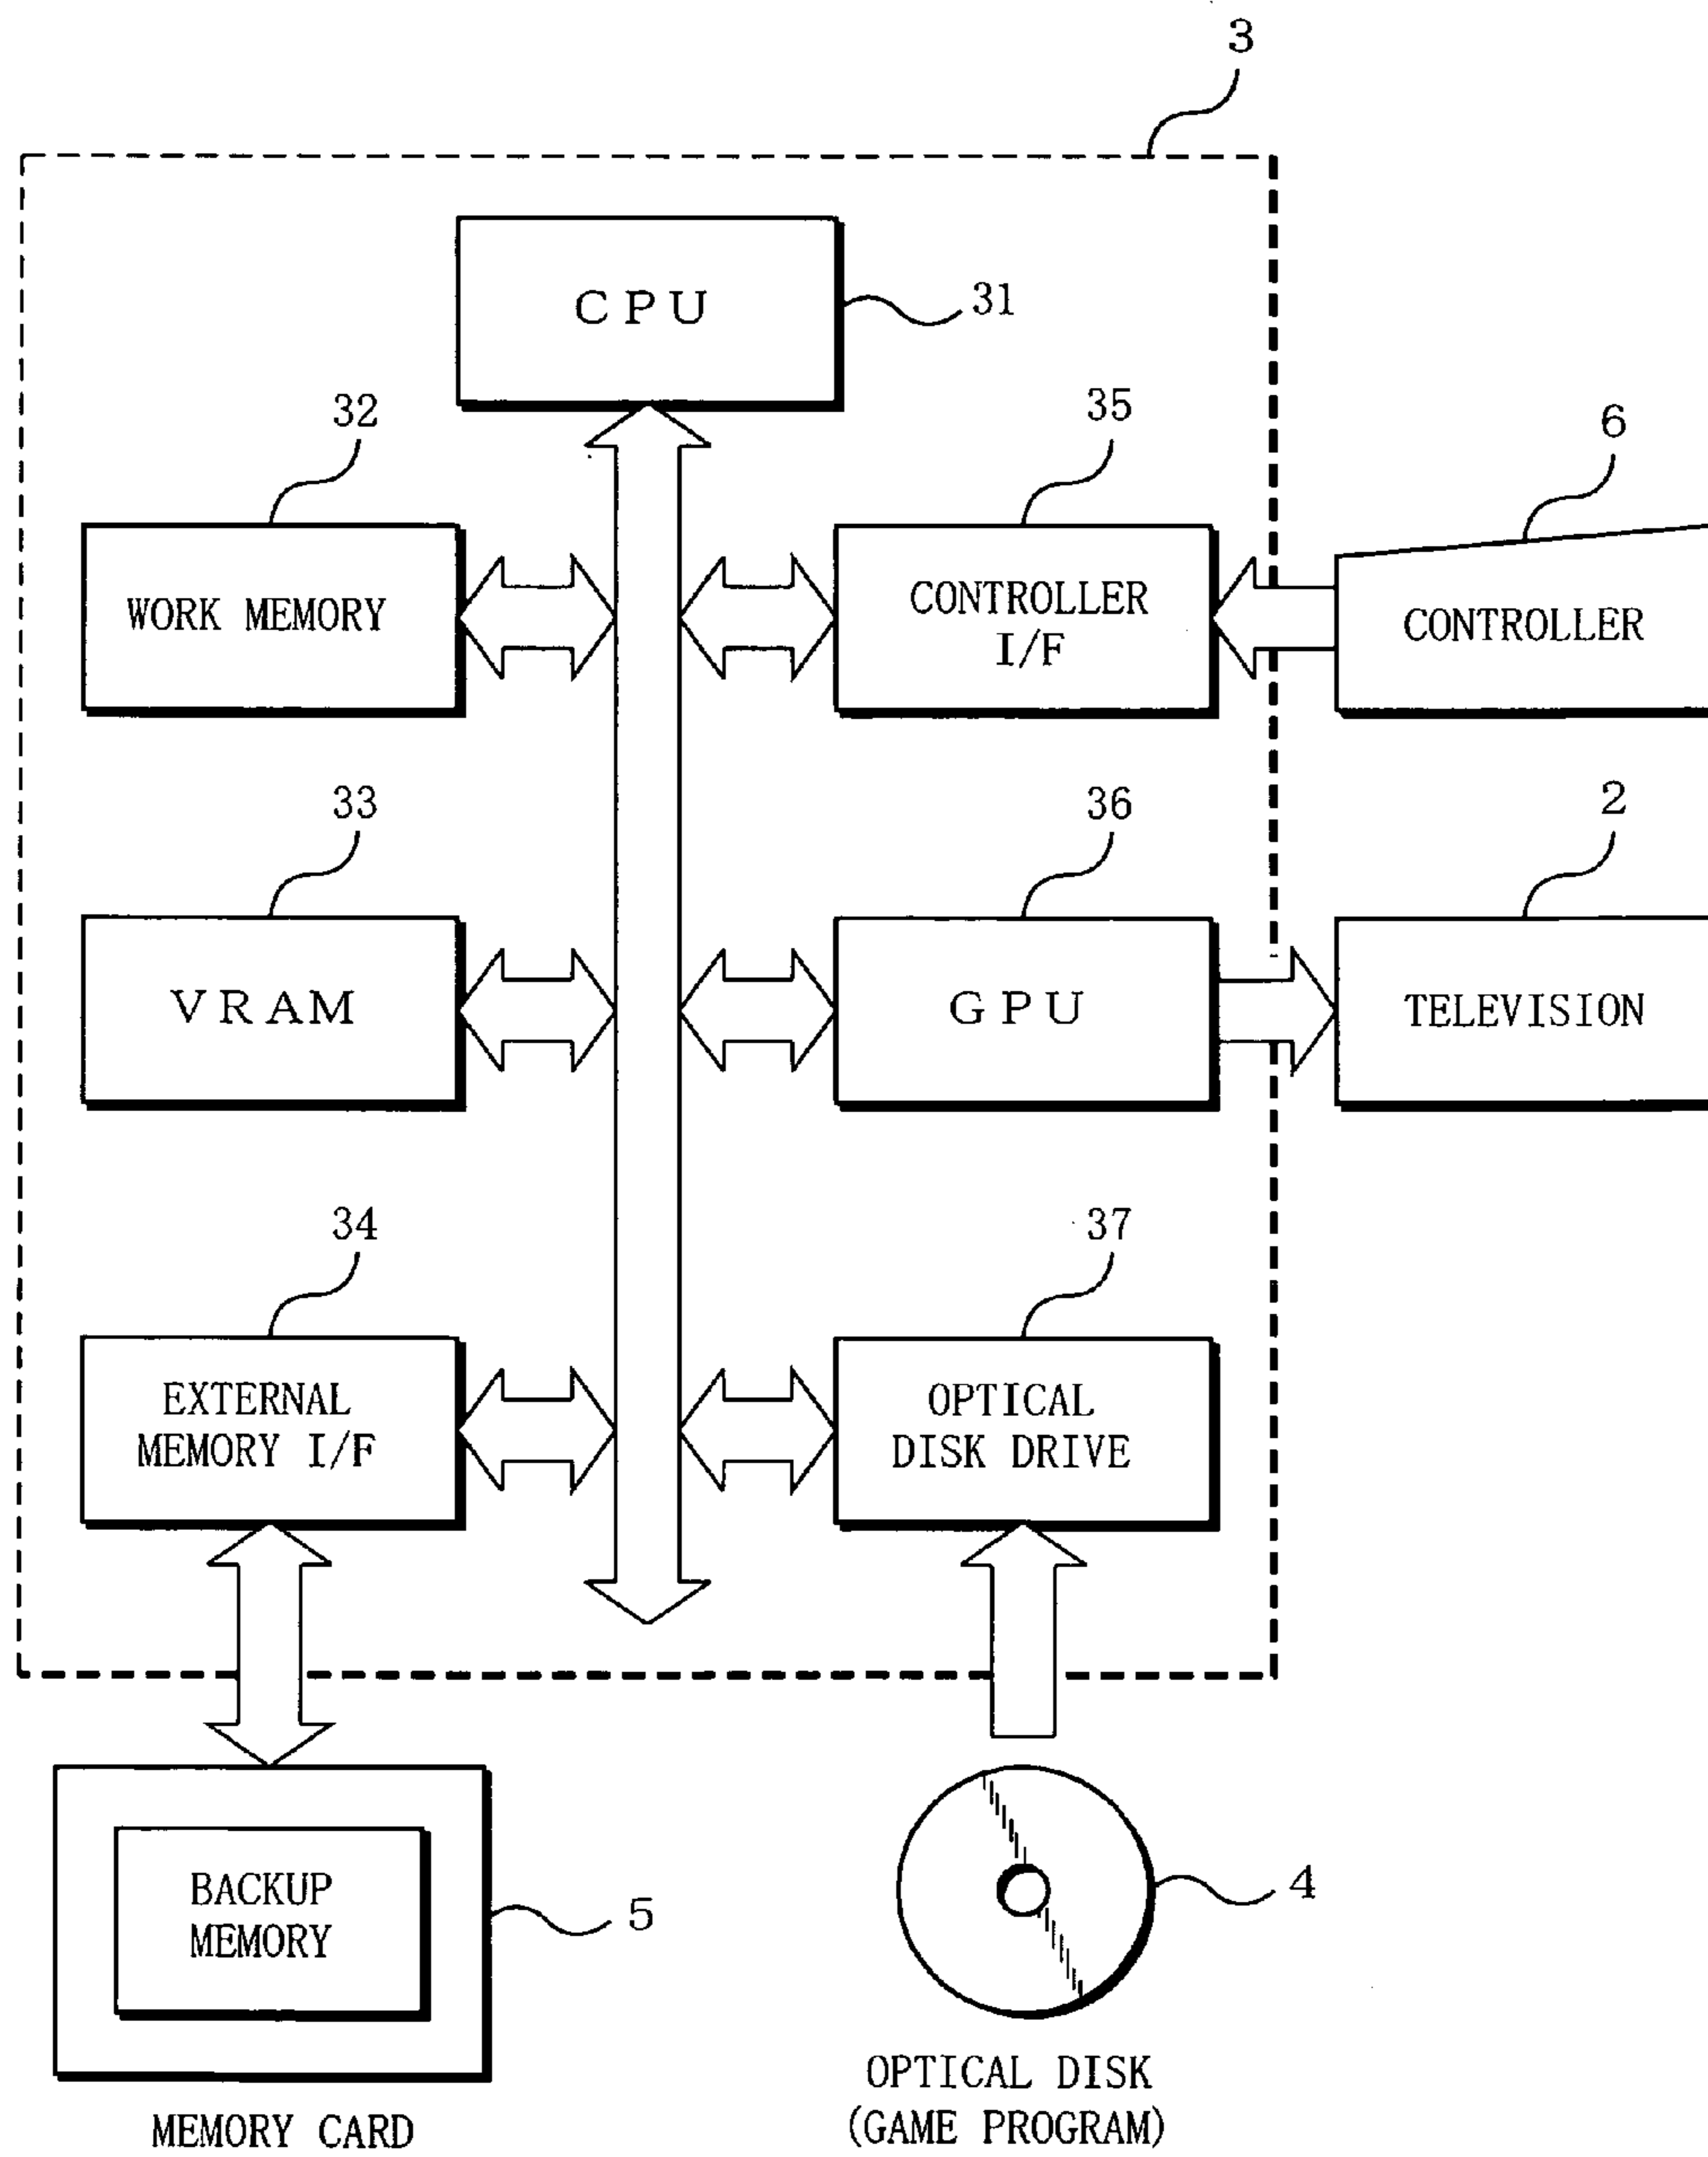 3
CPU
31
32
35
6
WORK MEMORY
CONTROLLER
I/F
CONTROLLER
33
36
2
VRAM
GPU
TELEVISION
34
37
EXTERNAL
MEMORY I/F
OPTICAL
DISK DRIVE
BACKUP
MEMORY
5
4
MEMORY CARD
OPTICAL DISK
(GAME PROGRAM)